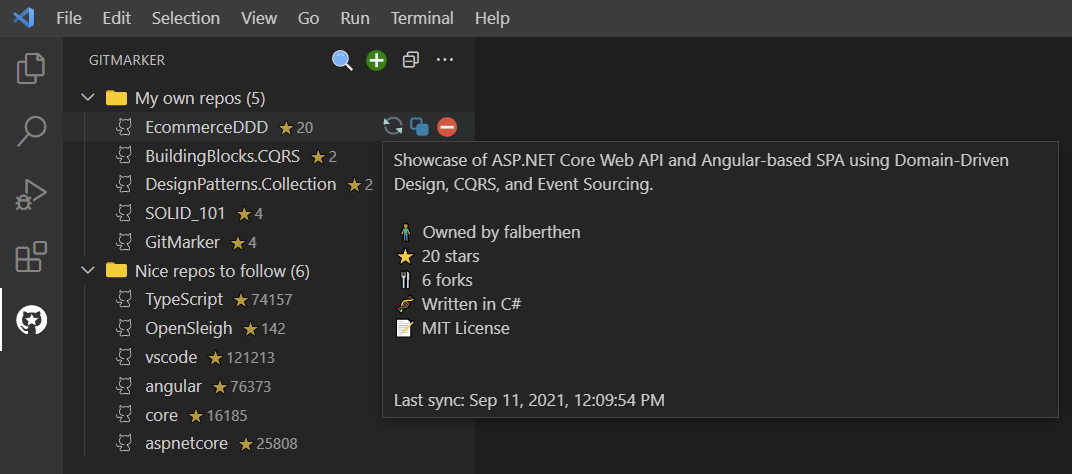 File Edit Selection View Go Run Terminal Help
GITMARKER
My own repos (5)
EcommerceDDD 20
BuildingBlocks.CQRS 2
DesignPatterns.Collection 2
SOLID_101 4
GitMarker 4
Nice repos to follow (6)
TypeScript 74157
OpenSleigh 142
vscode 121213
angular 76373
core 16185
aspnetcore 25808
Showcase of ASP.NET Core Web API and Angular-based SPA using Domain-Driven
Design, CQRS, and Event Sourcing.
Owned by falberthen
20 stars
6 forks
Written in C#
MIT License
Last sync: Sep 11, 2021, 12:09:54 PM